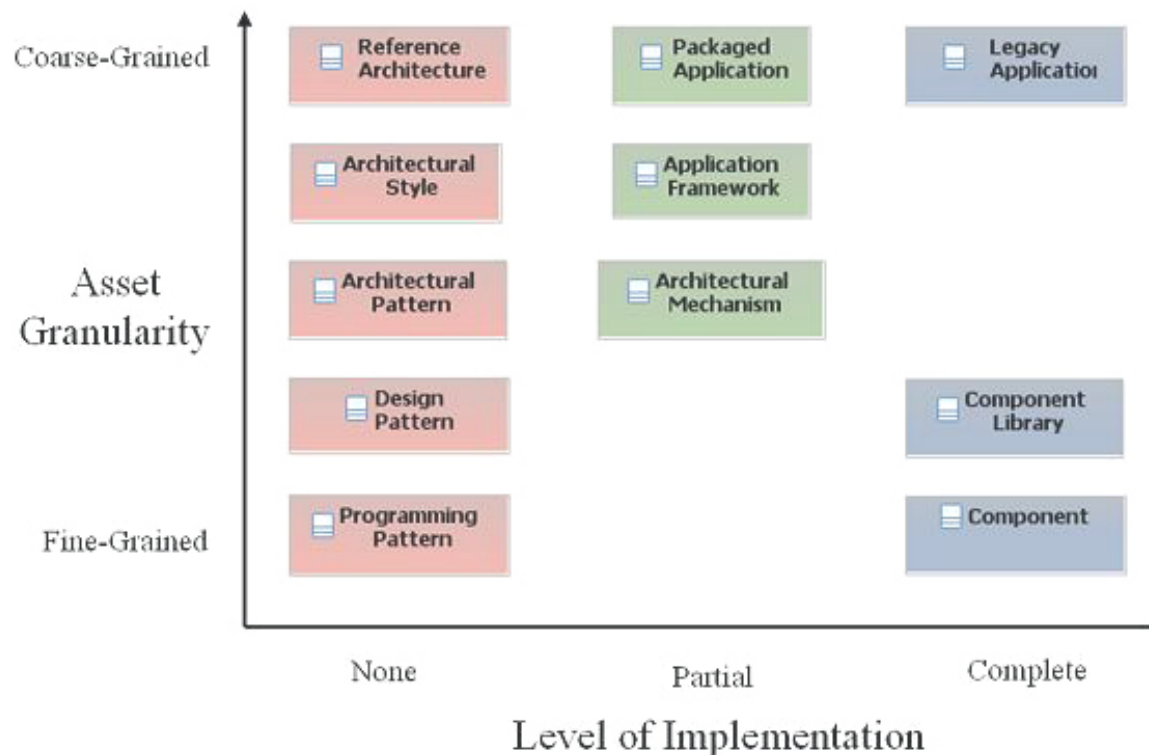 Coarse-Grained
Reference
Architecture
Packaged
Application
Legacy
Application
Architectural
Style
Application
Framework
Asset
Granularity
Architectural
Pattern
Architectural
Mechanism
Design
Pattern
Component
Library
Fine-Grained
Programming
Pattern
Component
None
Partial
Complete
Level of Implementation